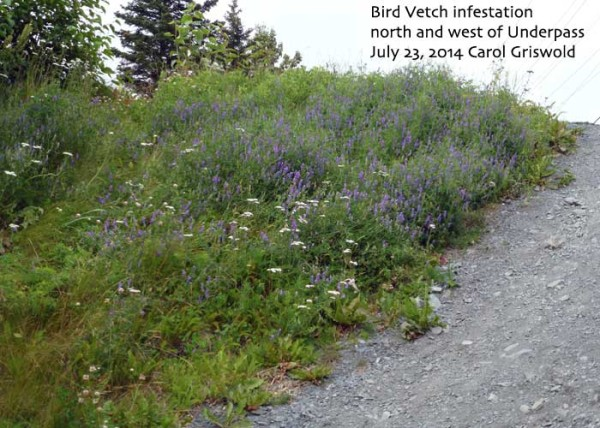 Bird Vetch infestation
north and west of Underpass
July 23, 2014 Carol Griswold